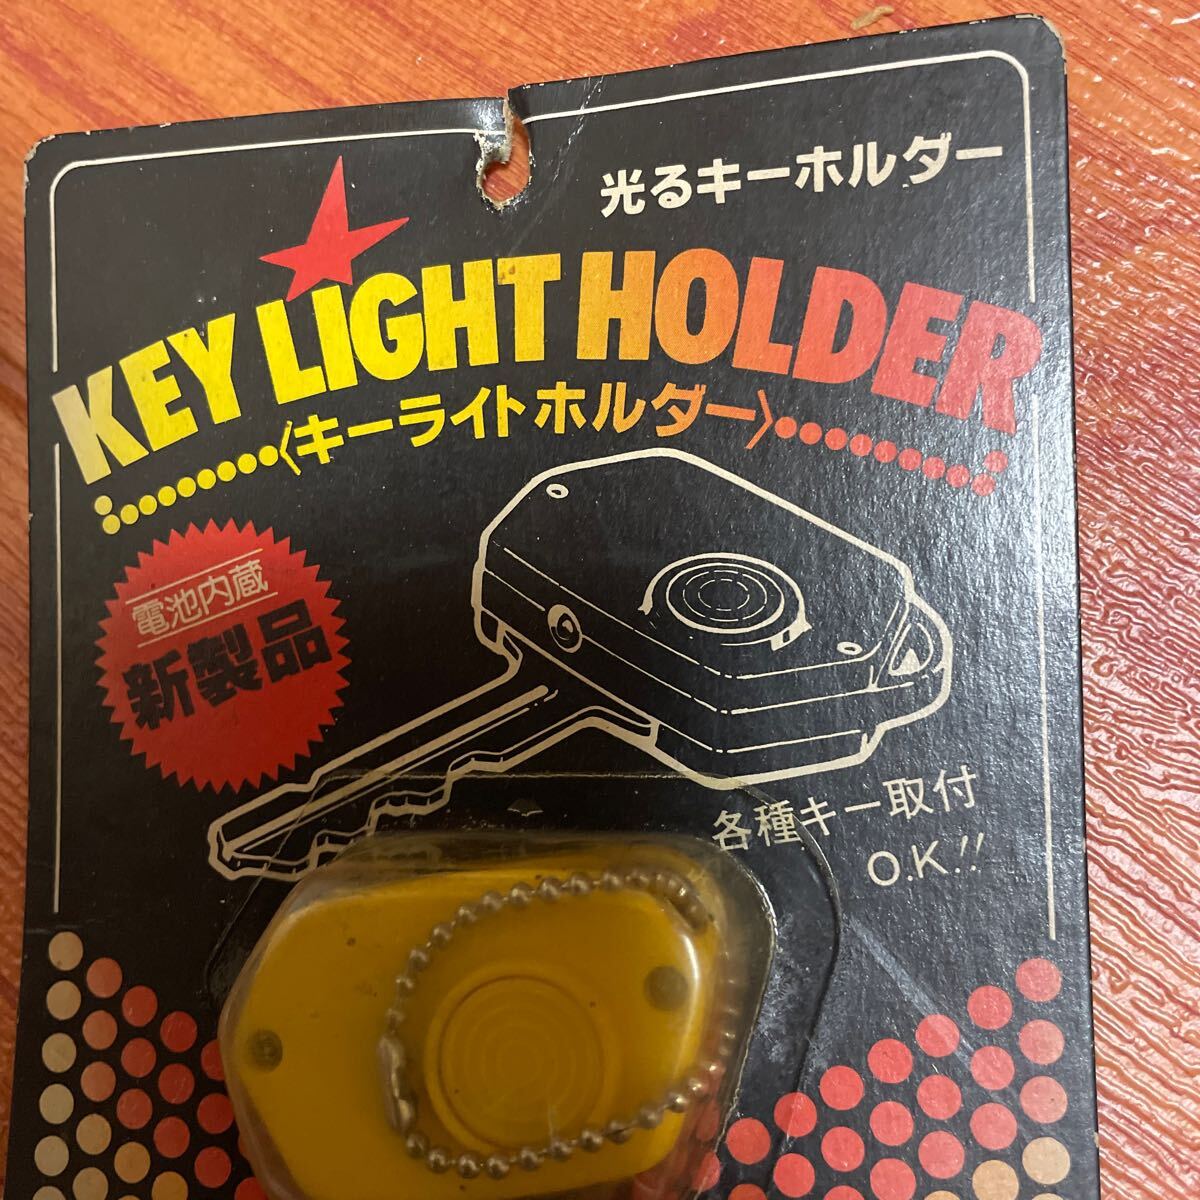 光るキーホルダー
KEY LIGHT HOLDER
〈キーライトホルダー〉
電池内蔵
新製品
各種キー取付
O.K.!!